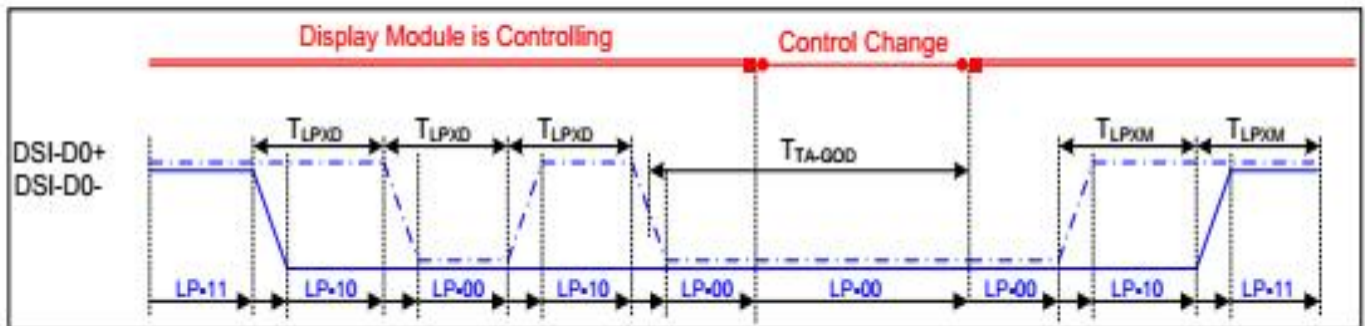 Display Module is Controlling Control Change
TLPXD TLPXD TLPXD TTA-GOD TLPXM TLPXM
DSI-D0+
DSI-D0-
LP-11 LP-10 LP-00 LP-10 LP-00 LP-00 LP-00 LP-10 LP-11